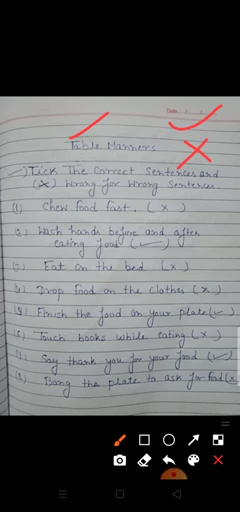 Date / /
Table Manners
Tick The Correct Sentences and
(×) Wrong for Wrong Sentences
(1) Chew food fast. (×)
(2) Wash hands before and after
eating food (✓)
(3) Eat on the bed (×)
(4) Drop food on the clothes (×)
(5) Finish the food on your plate (✓)
(6) Touch books while eating (×)
(7) Say thank you for your food (✓)
(8) Bang the plate to ask for food (×)